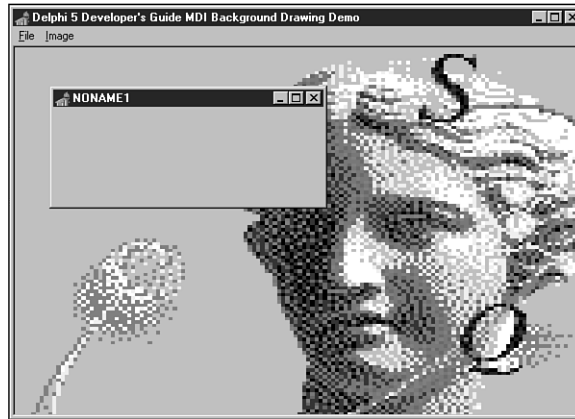 Delphi 5 Developer's Guide MDI Background Drawing Demo
File Image
NONAME1
S
Q